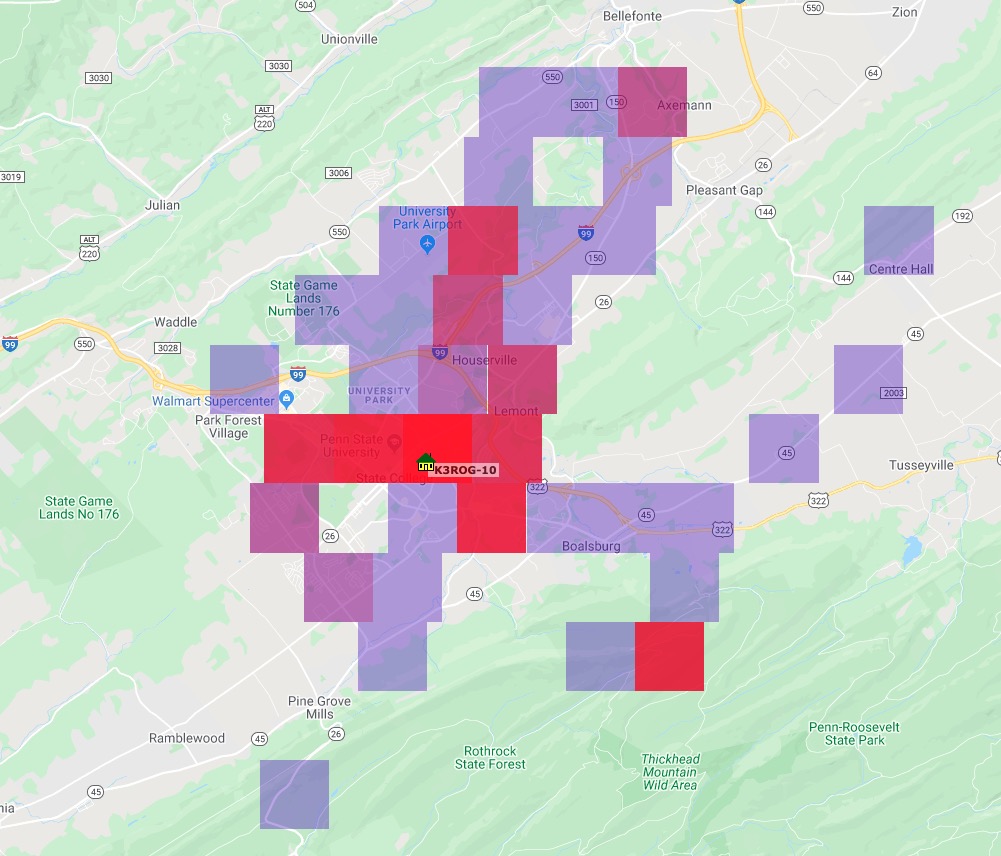 504
Bellefonte
550
Zion
Unionville
3030
3030
64
550
ALT
220
3001
150
Axemann
3019
3006
26
Pleasant Gap
Julian
144
192
University
Park Airport
550
99
ALT
220
150
Centre Hall
144
State Game
Lands
Number 176
26
Waddle
45
99
550
3028
99
Houserville
99
UNIVERSITY
PARK
2003
Walmart Supercenter
Lemont
Park Forest
Village
Penn State
University
45
Tusseyville
K3ROG-10
State Colleg
322
322
State Game
Lands No 176
45
322
26
Boalsburg
45
Pine Grove
Mills
Ramblewood
45
26
Penn-Roosevelt
State Park
Rothrock
State Forest
Thickhead
Mountain
Wild Area
45
nia